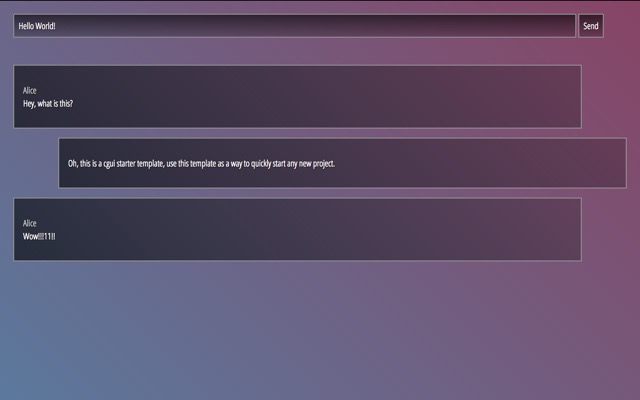 Hello World!
Send
Alice
Hey, what is this?
Oh, this is a cgui starter template, use this template as a way to quickly start any new project.
Alice
Wow!!!11!!